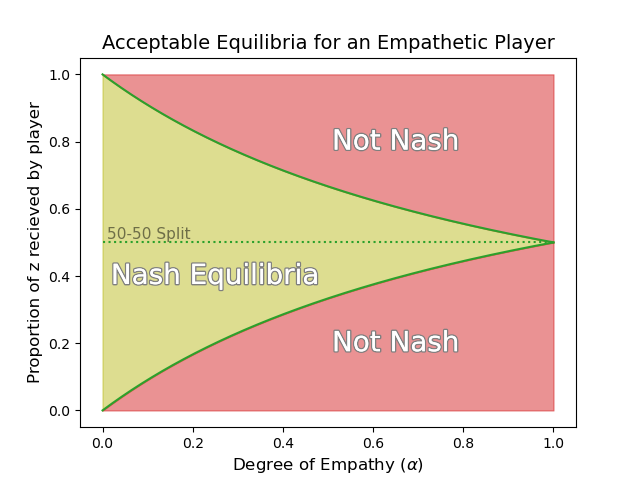 Acceptable Equilibria for an Empathetic Player
Proportion of z recieved by player
1.0
0.8
0.6
0.4
0.2
0.0
Not Nash
50-50 Split
Nash Equilibria
Not Nash
0.0 0.2 0.4 0.6 0.8 1.0
Degree of Empathy (α)